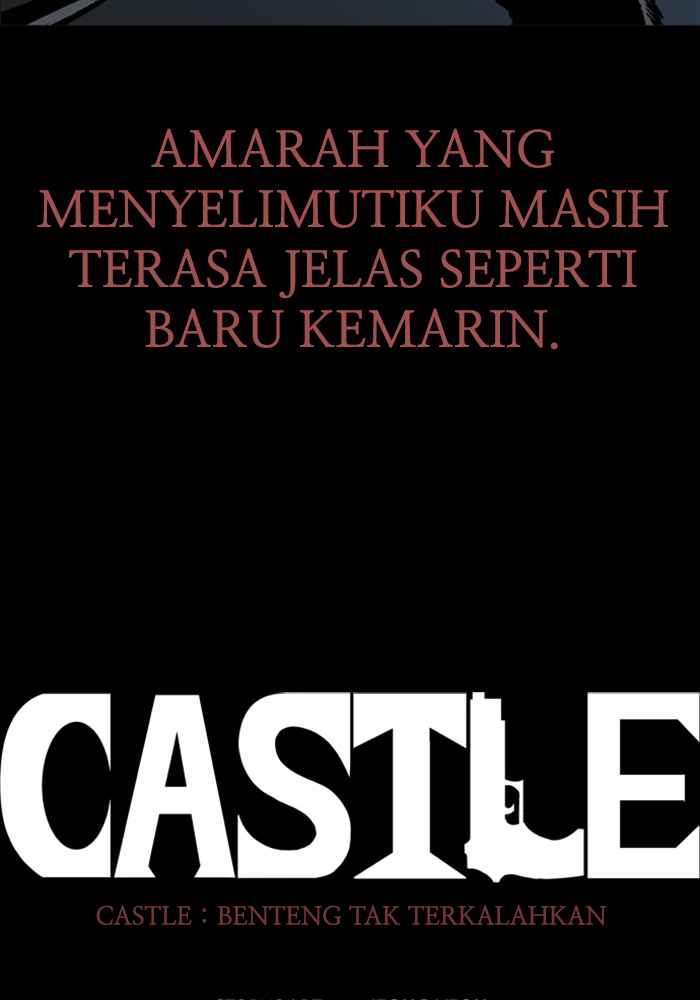 AMARAH YANG
MENYELIMUTIKU MASIH
TERASA JELAS SEPERTI
BARU KEMARIN.
CASTLE
CASTLE : BENTENG TAK TERKALAHKAN